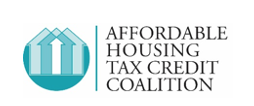 AFFORDABLE
HOUSING
TAX CREDIT
COALITION